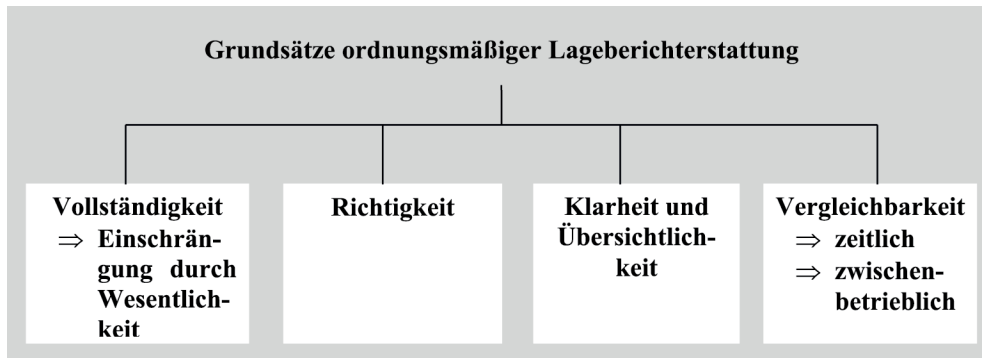 Grundsätze ordnungsmäßiger Lageberichterstattung
Vollständigkeit
⇒ Einschrän-
gung durch
Wesentlich-
keit
Richtigkeit
Klarheit und
Übersichtlich-
keit
Vergleichbarkeit
⇒ zeitlich
⇒ zwischen-
betrieblich